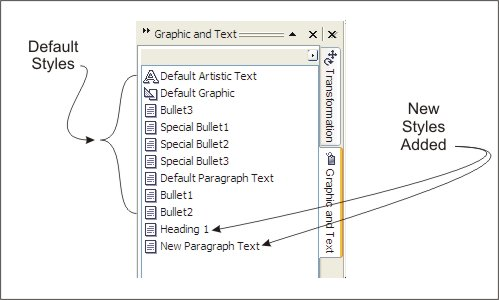 Default
Styles
Graphic and Text
Default Artistic Text
Default Graphic
Bullet3
Special Bullet1
Special Bullet2
Special Bullet3
Default Paragraph Text
Bullet1
Bullet2
Heading 1
New Paragraph Text
Transformation
Graphic and Text
New
Styles
Added